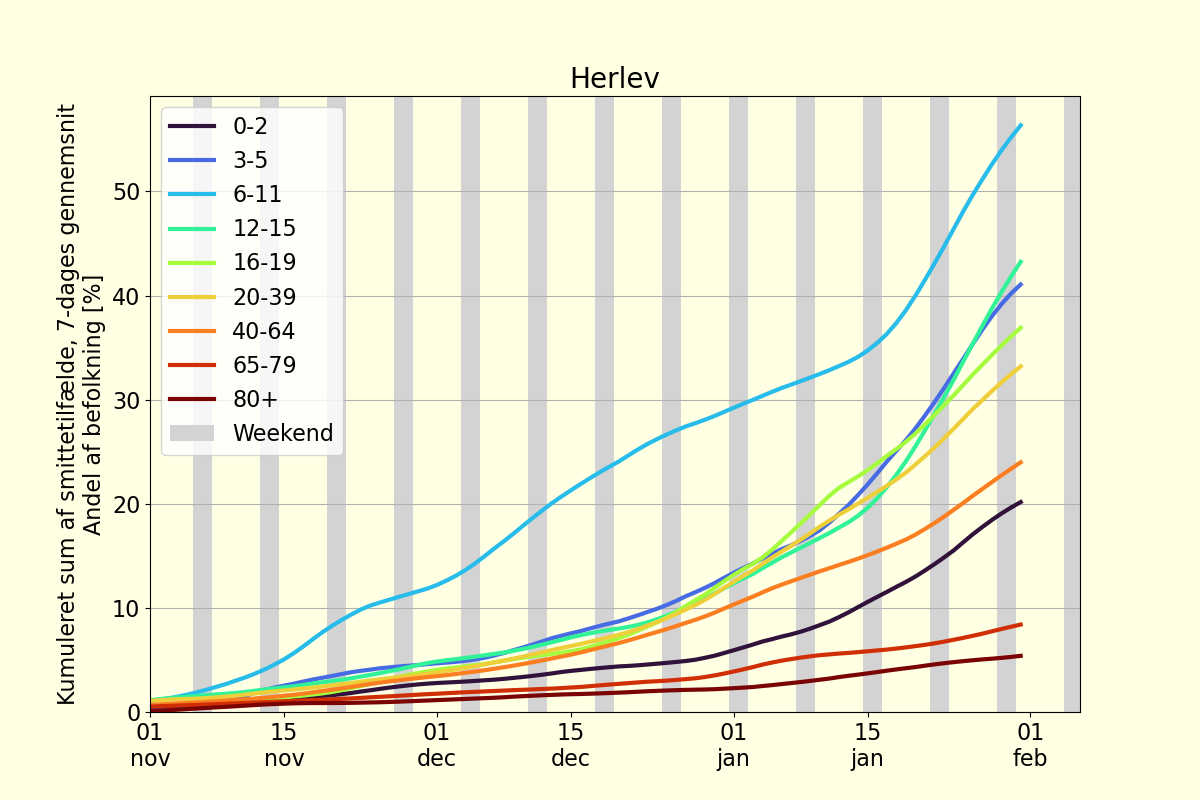 Herlev
Kumuleret sum af smittetilfælde, 7-dages gennemsnit
Andel af befolkning [%]
0-2
3-5
6-11
12-15
16-19
20-39
40-64
65-79
80+
Weekend
50
40
30
20
10
0
01 15 01 15 01 15 01
nov nov dec dec jan jan feb